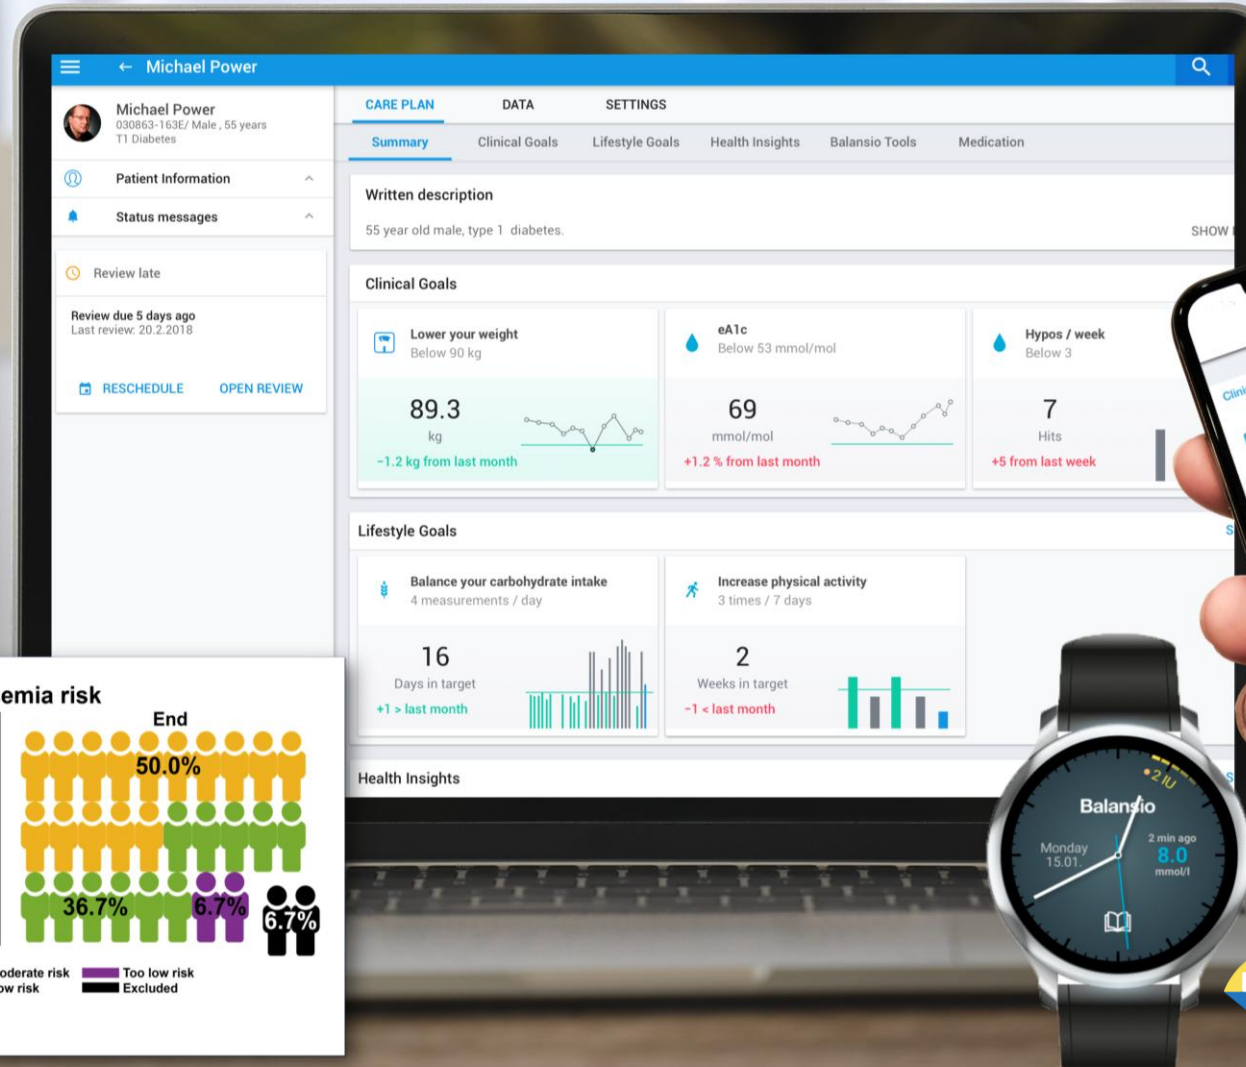 Michael Power
Michael Power
030863-163E/ Male , 55 years
T1 Diabetes
Patient Information
Status messages
Review late
Review due 5 days ago
Last review: 20.2.2018
RESCHEDULE OPEN REVIEW
CARE PLAN DATA SETTINGS
Summary Clinical Goals Lifestyle Goals Health Insights Balansio Tools Medication
Written description
55 year old male, type 1 diabetes.
SHOW
Clinical Goals
Lower your weight
Below 90 kg
89.3
kg
−1.2 kg from last month
eA1c
Below 53 mmol/mol
69
mmol/mol
+1.2 % from last month
Hypos / week
Below 3
7
Hits
+5 from last week
Lifestyle Goals
Balance your carbohydrate intake
4 measurements / day
16
Days in target
+1 > last month
Increase physical activity
3 times / 7 days
2
Weeks in target
−1 < last month
Health Insights
emia risk
End
50.0%
36.7%
6.7%
6.7%
oderate risk Too low risk
ow risk Excluded
Clini
2 IU
Balansio
Monday
15.01.
2 min ago
8.0
mmol/l